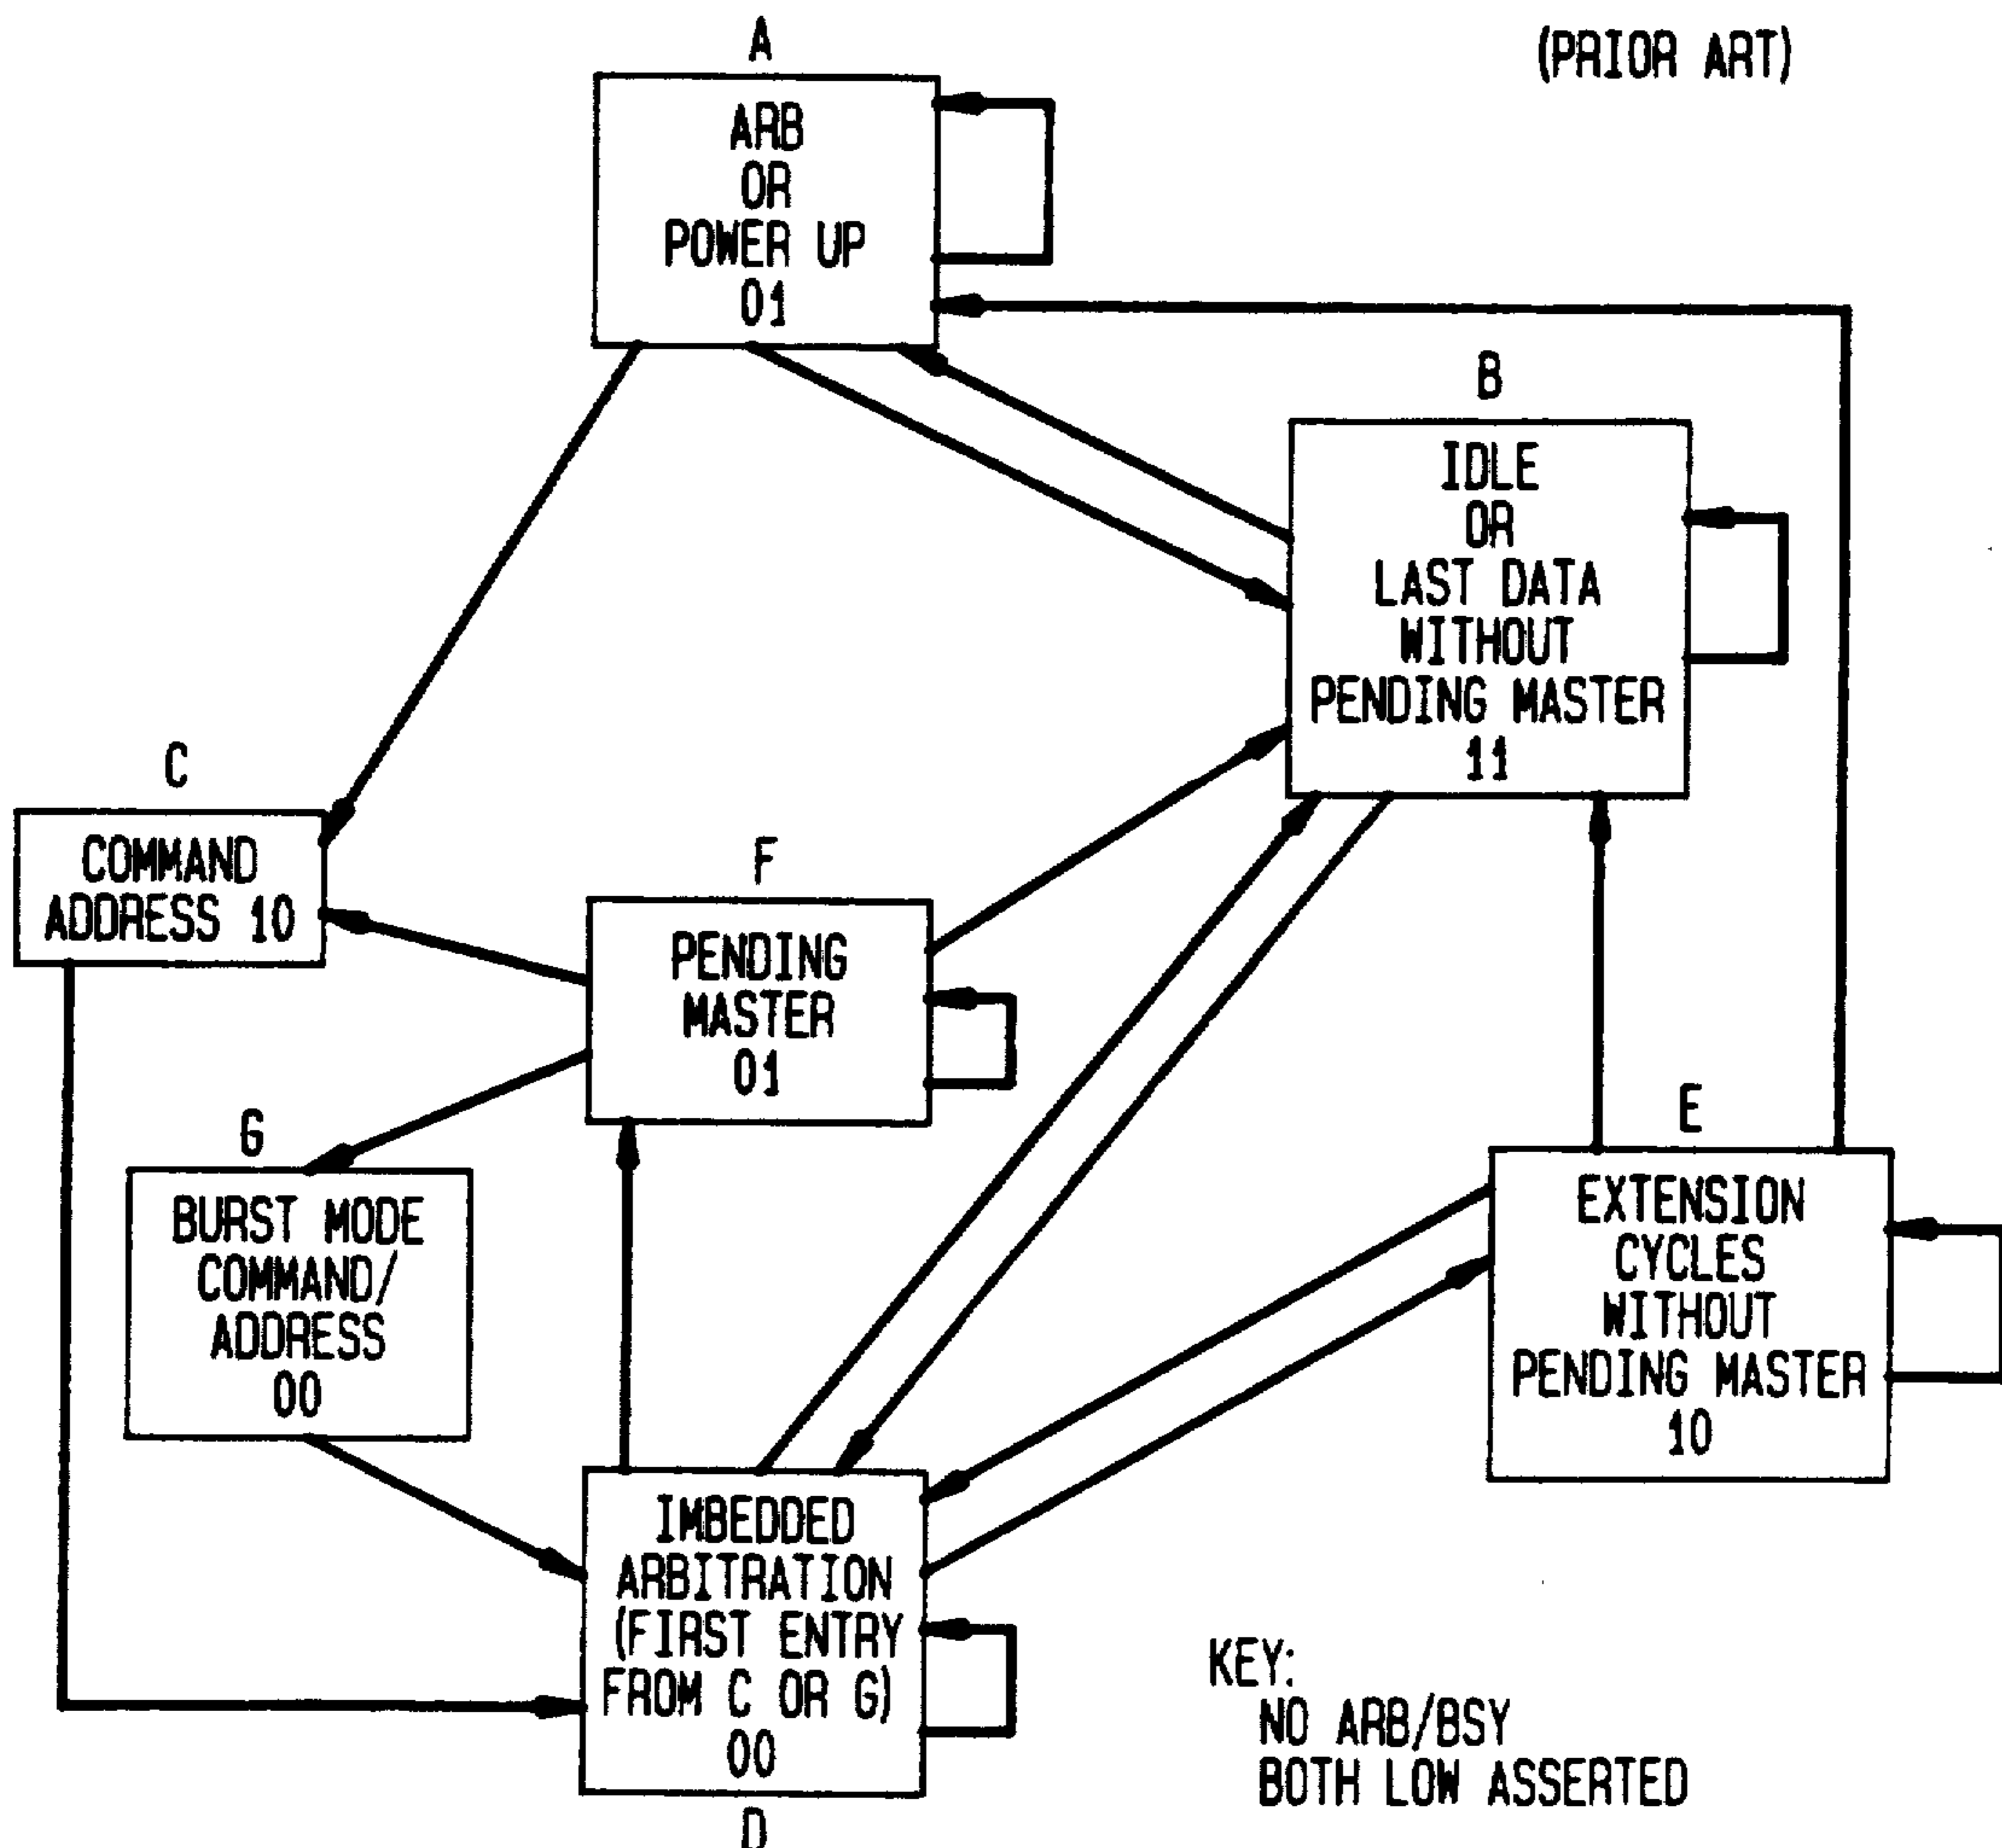 (PRIOR ART)
A
ARB
OR
POWER UP
01
B
IDLE
OR
LAST DATA
WITHOUT
PENDING MASTER
11
C
COMMAND
ADDRESS 10
F
PENDING
MASTER
01
G
BURST MODE
COMMAND/
ADDRESS
00
E
EXTENSION
CYCLES
WITHOUT
PENDING MASTER
10
IMBEDDED
ARBITRATION
(FIRST ENTRY
FROM C OR G)
00
D
KEY:
NO ARB/BSY
BOTH LOW ASSERTED